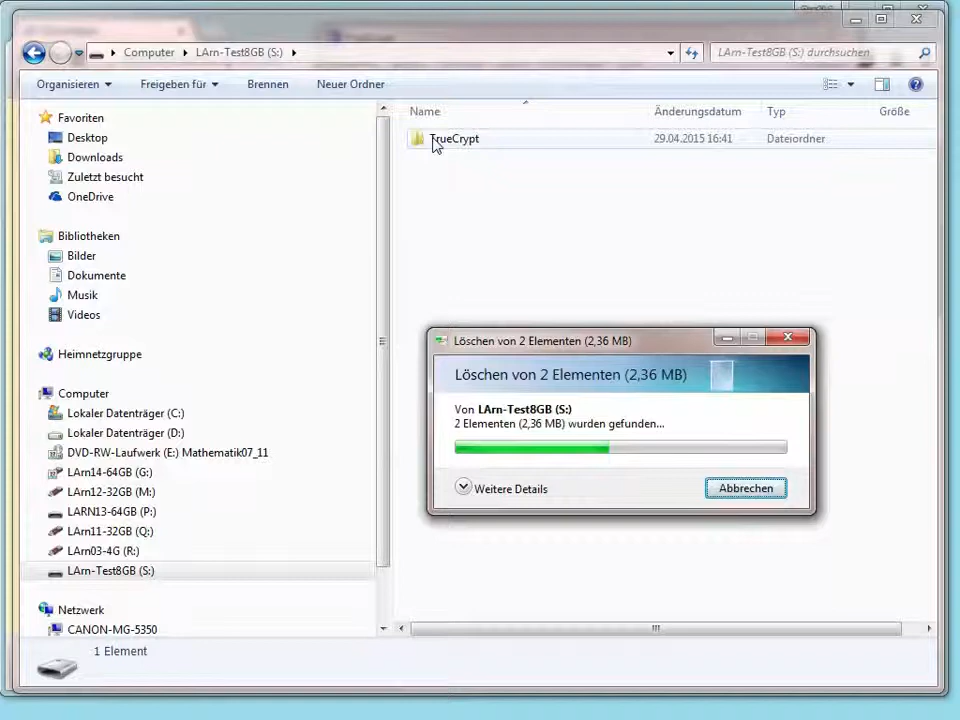 Computer LArn-Test8GB (S:) LArn-Test8GB (S:) durchsuchen
Organisieren Freigeben für Brennen Neuer Ordner
Name Änderungsdatum Typ Größe
TrueCrypt 29.04.2015 16:41 Dateiordner
Favoriten
Desktop
Downloads
Zuletzt besucht
OneDrive
Bibliotheken
Bilder
Dokumente
Musik
Videos
Heimnetzgruppe
Computer
Lokaler Datenträger (C:)
Lokaler Datenträger (D:)
DVD-RW-Laufwerk (E:) Mathematik07_11
LArn14-64GB (G:)
LArn12-32GB (M:)
LARN13-64GB (P:)
LArn11-32GB (Q:)
LArn03-4G (R:)
LArn-Test8GB (S:)
Netzwerk
CANON-MG-5350
Löschen von 2 Elementen (2,36 MB)
Löschen von 2 Elementen (2,36 MB)
Von LArn-Test8GB (S:)
2 Elementen (2,36 MB) wurden gefunden...
Weitere Details Abbrechen
1 Element